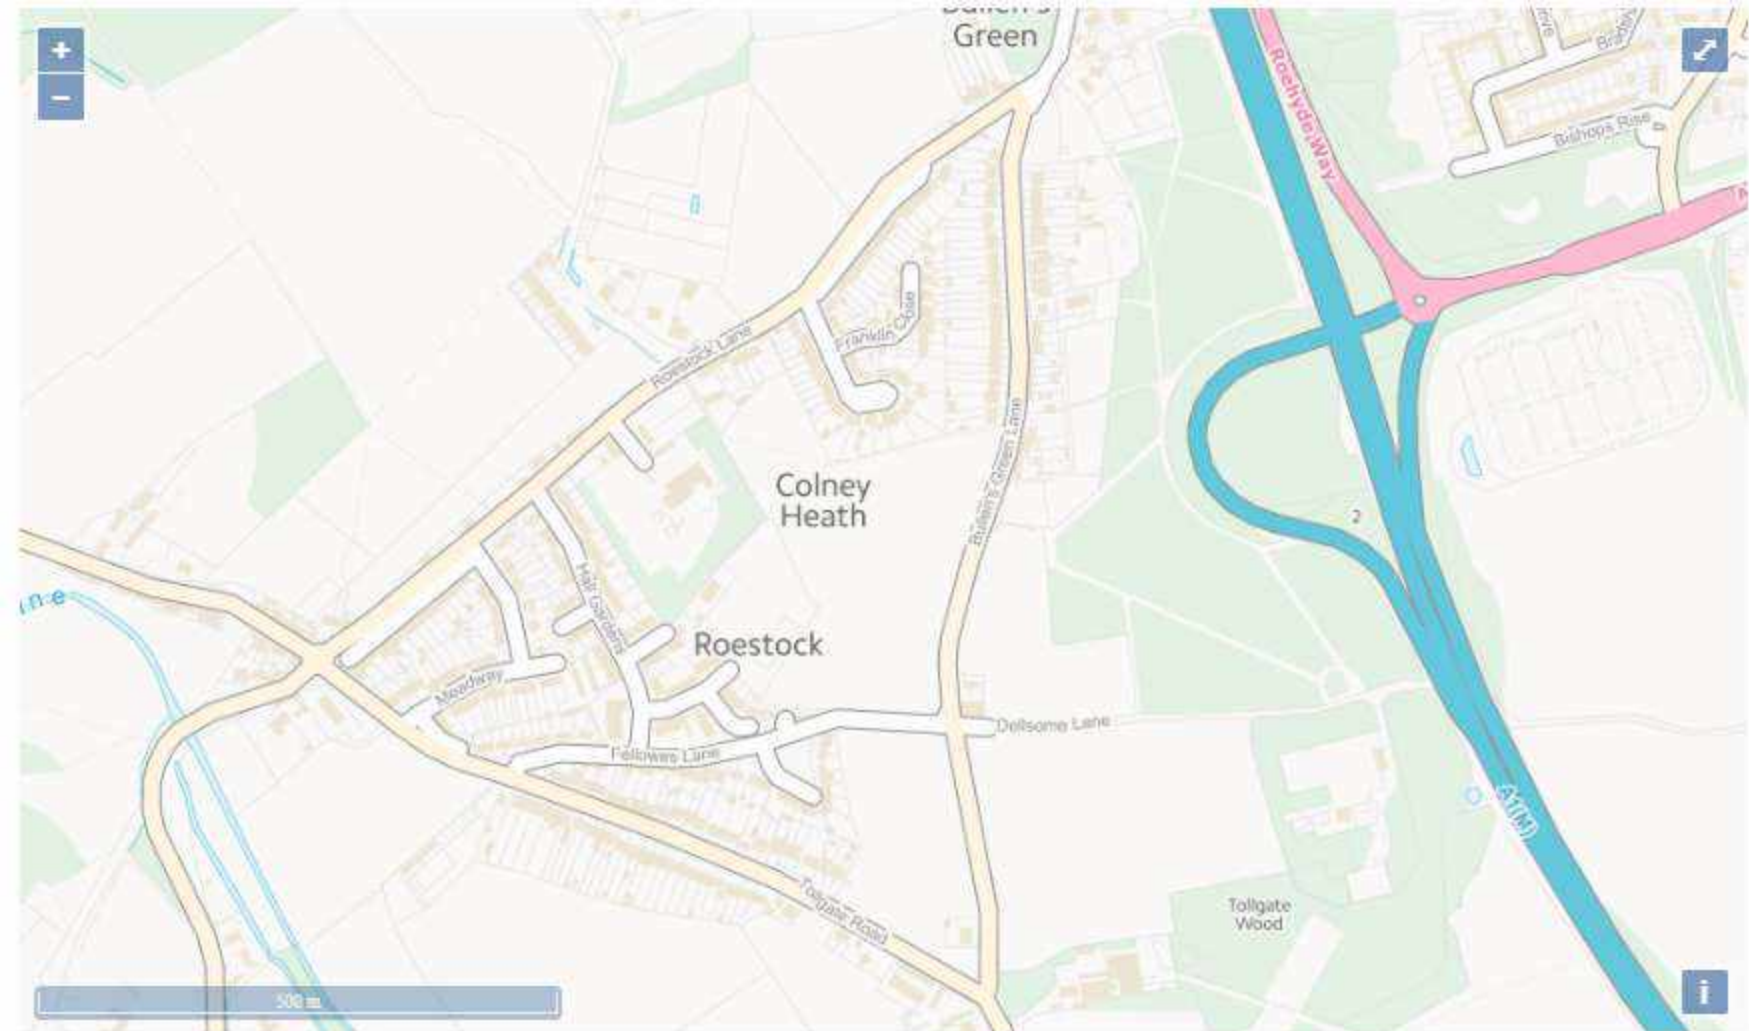 Bullen's
Green
Roehyde Way
Bishops Rise
Franklin Close
Roestock Lane
Colney
Heath
Bullen's Green Lane
2
Hall Gardens
Roestock
Meadway
Fellowes Lane
Dellsome Lane
A1(M)
Tollgate Road
Tollgate
Wood
500 m
+
−
i